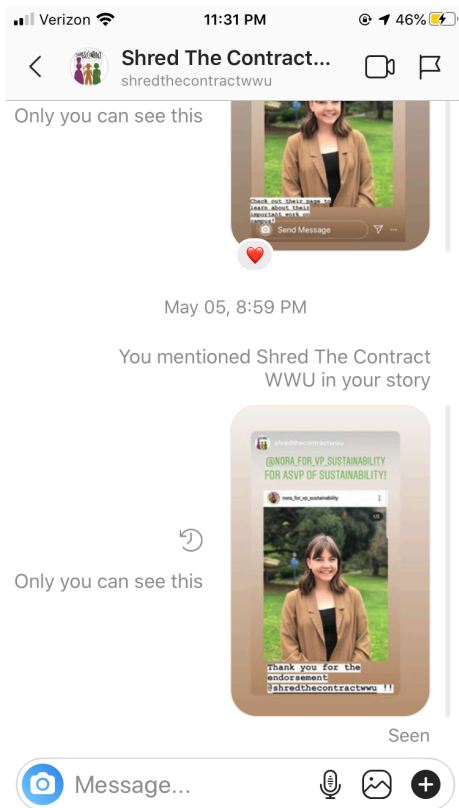 Verizon 11:31 PM 46%
Shred The Contract...
shredthecontractwwu
Only you can see this
Check out their page to
learn about their
important work on
campus!
Send Message
May 05, 8:59 PM
You mentioned Shred The Contract
WWU in your story
shredthecontractwwu
@NORA_FOR_VP_SUSTAINABILITY
FOR ASVP OF SUSTAINABILITY!
nora_for_vp_sustainability
Only you can see this
Thank you for the
endorsement
@shredthecontractwwu !!
Seen
Message...